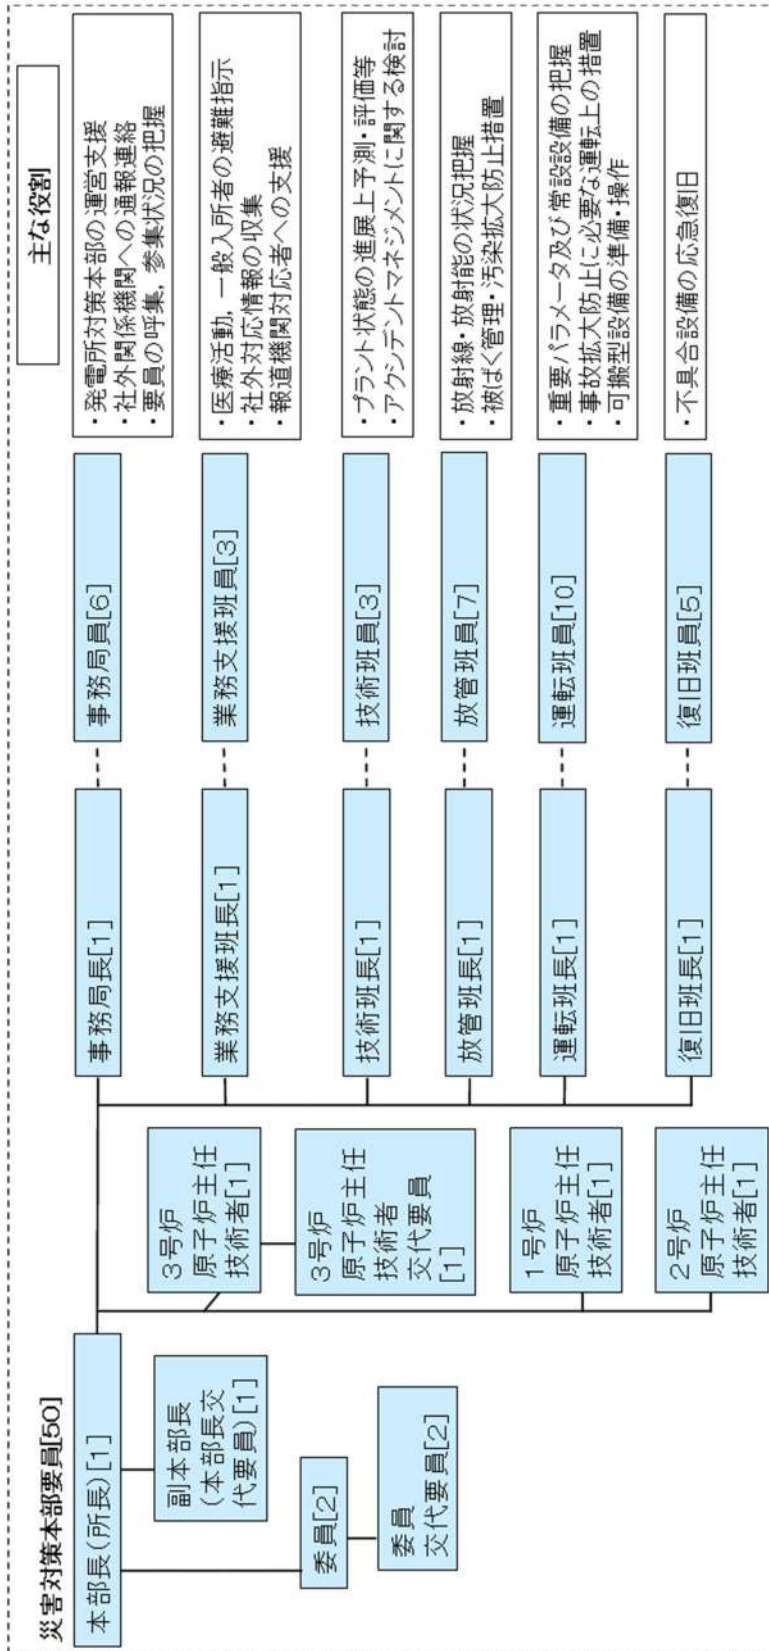 災害対策本部要員[50]
本部長(所長)[1]
副本部長
(本部長交
代要員)[1]
委員[2]
委員
交代要員[2]
3号炉
原子炉主任
技術者[1]
3号炉
原子炉主任
技術者
交代要員
[1]
1号炉
原子炉主任
技術者[1]
2号炉
原子炉主任
技術者[1]
主な役割
事務局長[1]
事務局員[6]
・発電所対策本部の運営支援
・社外関係機関への通報連絡
・要員の呼集,参集状況の把握
業務支援班長[1]
業務支援班員[3]
・医療活動,一般入所者の避難指示
・社外対応情報の収集
・報道機関対応者への支援
技術班長[1]
技術班員[3]
・プラント状態の進展上予測・評価等
・アクシデントマネジメントに関する検討
放管班長[1]
放管班員[7]
・放射線・放射能の状況把握
・被ばく管理・汚染拡大防止措置
運転班長[1]
運転班員[10]
・重要パラメータ及び常設設備の把握
・事故拡大防止に必要な運転上の措置
・可搬型設備の準備・操作
復旧班長[1]
復旧班員[5]
・不具合設備の応急復旧